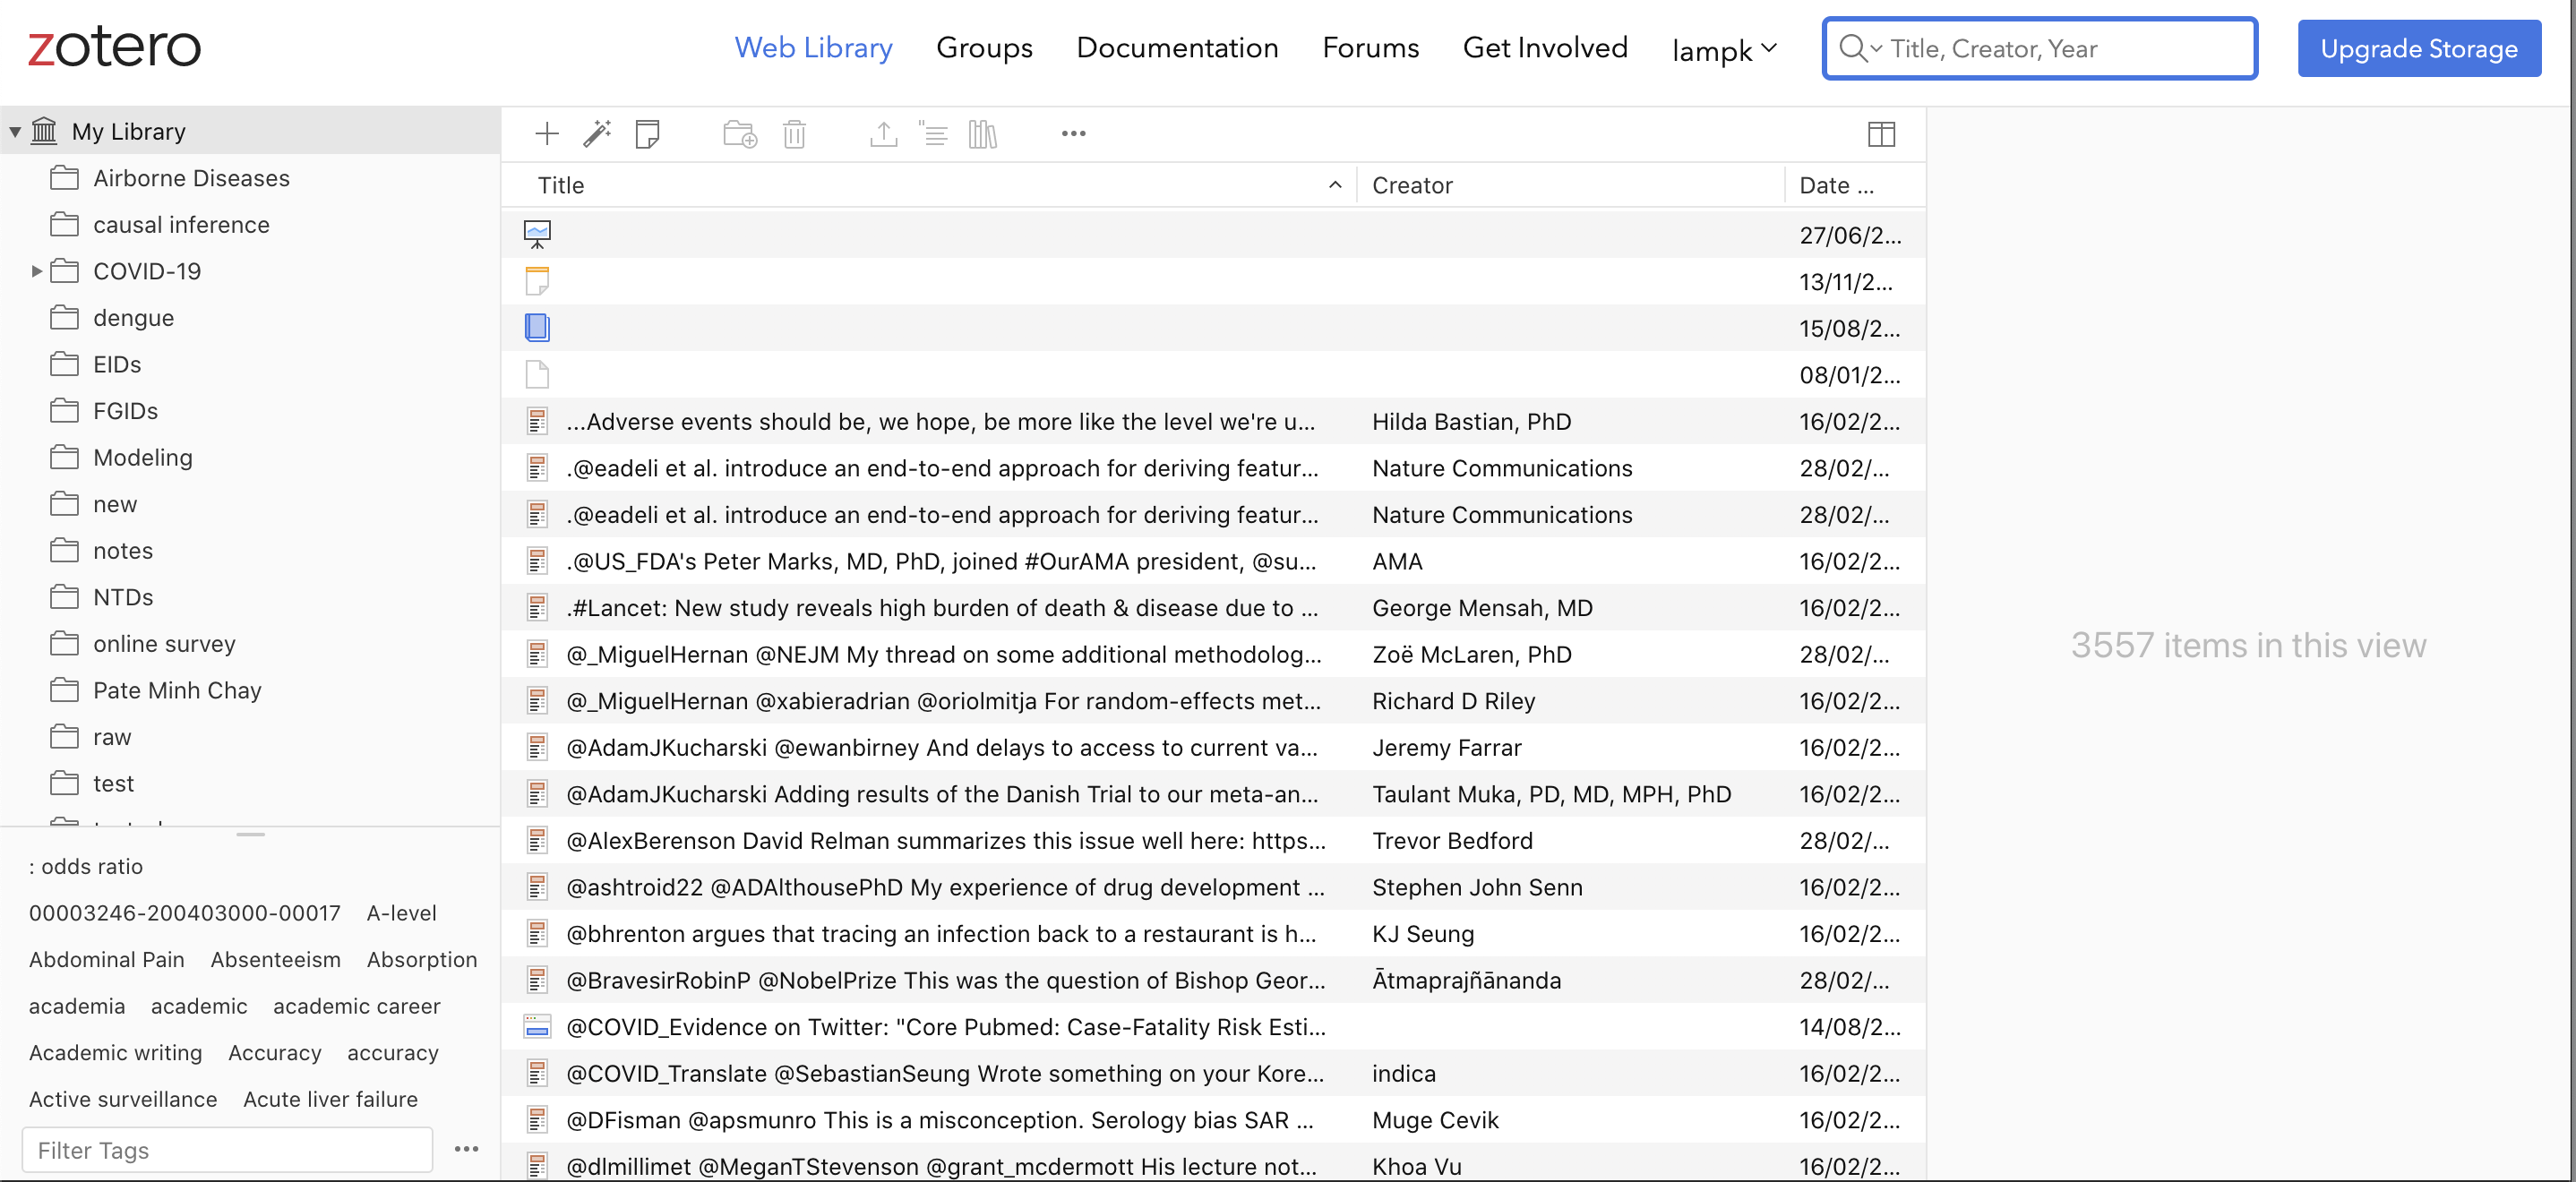 zotero
Web Library
Groups
Documentation
Forums
Get Involved
lampk
Title, Creator, Year
Upgrade Storage
My Library
Airborne Diseases
causal inference
COVID-19
dengue
EIDs
FGIDs
Modeling
new
notes
NTDs
online survey
Pate Minh Chay
raw
test
: odds ratio
00003246-200403000-00017 A-level
Abdominal Pain Absenteeism Absorption
academia academic academic career
Academic writing Accuracy accuracy
Active surveillance Acute liver failure
Filter Tags
Title Creator Date ...
27/06/2...
13/11/2...
15/08/2...
08/01/2...
...Adverse events should be, we hope, be more like the level we're u... Hilda Bastian, PhD 16/02/2...
.@eadeli et al. introduce an end-to-end approach for deriving featur... Nature Communications 28/02/...
.@eadeli et al. introduce an end-to-end approach for deriving featur... Nature Communications 28/02/...
.@US_FDA's Peter Marks, MD, PhD, joined #OurAMA president, @su... AMA 16/02/2...
.#Lancet: New study reveals high burden of death & disease due to ... George Mensah, MD 16/02/2...
@_MiguelHernan @NEJM My thread on some additional methodolog... Zoë McLaren, PhD 28/02/...
@_MiguelHernan @xabieradrian @oriolmitja For random-effects met... Richard D Riley 16/02/2...
@AdamJKucharski @ewanbirney And delays to access to current va... Jeremy Farrar 16/02/2...
@AdamJKucharski Adding results of the Danish Trial to our meta-an... Taulant Muka, PD, MD, MPH, PhD 16/02/2...
@AlexBerenson David Relman summarizes this issue well here: https... Trevor Bedford 28/02/...
@ashtroid22 @ADAlthousePhD My experience of drug development ... Stephen John Senn 16/02/2...
@bhrenton argues that tracing an infection back to a restaurant is h... KJ Seung 16/02/2...
@BravesirRobinP @NobelPrize This was the question of Bishop Geor... Ātmaprajñānanda 28/02/...
@COVID_Evidence on Twitter: "Core Pubmed: Case-Fatality Risk Esti... 14/08/2...
@COVID_Translate @SebastianSeung Wrote something on your Kore... indica 16/02/2...
@DFisman @apsmunro This is a misconception. Serology bias SAR ... Muge Cevik 16/02/2...
@dlmillimet @MeganTStevenson @grant_mcdermott His lecture not... Khoa Vu 16/02/2...
3557 items in this view